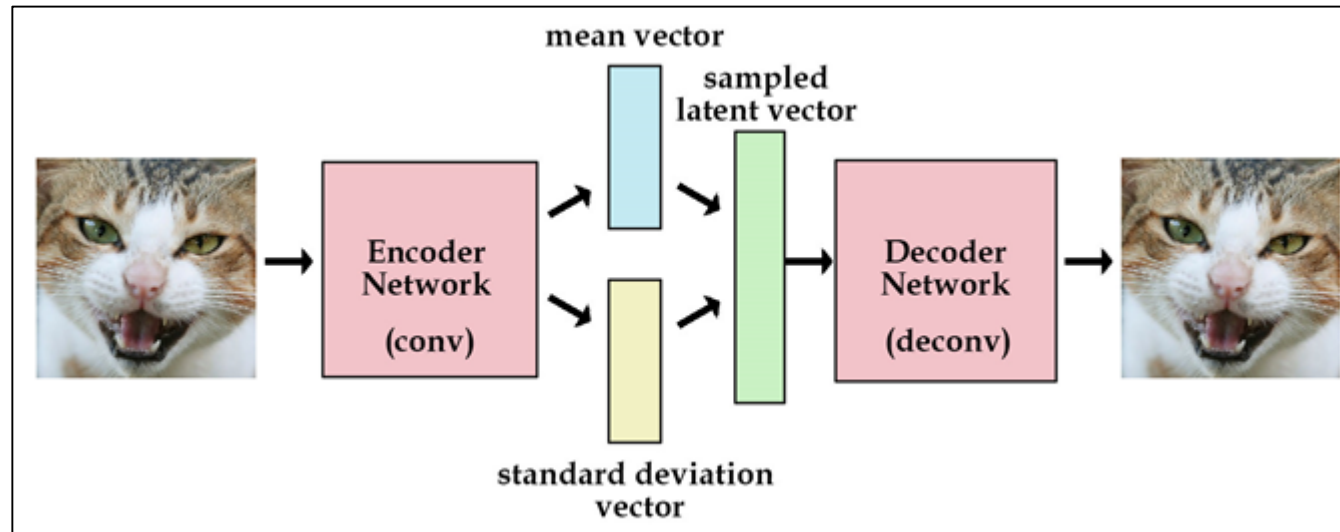 mean vector
sampled
latent vector
Encoder
Network
(conv)
Decoder
Network
(deconv)
standard deviation
vector